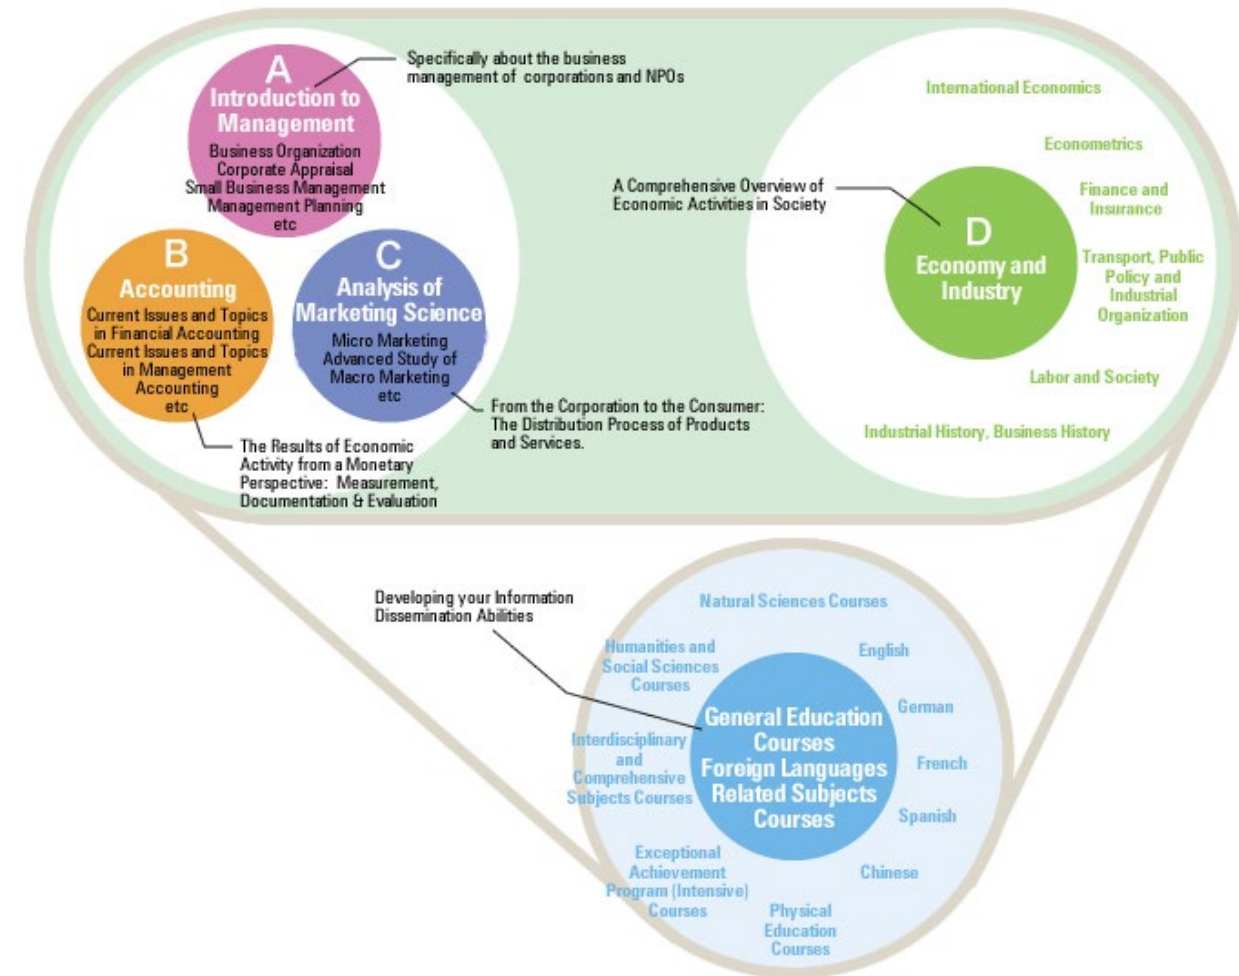 A
Introduction to
Management
Business Organization
Corporate Appraisal
Small Business Management
Management Planning
etc
Specifically about the business
management of corporations and NPOs
B
Accounting
Current Issues and Topics
in Financial Accounting
Current Issues and Topics
in Management
Accounting
etc
The Results of Economic
Activity from a Monetary
Perspective: Measurement,
Documentation & Evaluation
C
Analysis of
Marketing Science
Micro Marketing
Advanced Study of
Macro Marketing
etc
From the Corporation to the Consumer:
The Distribution Process of Products
and Services.
A Comprehensive Overview of
Economic Activities in Society
D
Economy and
Industry
International Economics
Econometrics
Finance and
Insurance
Transport, Public
Policy and
Industrial
Organization
Labor and Society
Industrial History, Business History
Developing your Information
Dissemination Abilities
General Education
Courses
Foreign Languages
Related Subjects
Courses
Natural Sciences Courses
Humanities and
Social Sciences
Courses
Interdisciplinary
and
Comprehensive
Subjects Courses
Exceptional
Achievement
Program (Intensive)
Courses
English
German
French
Spanish
Chinese
Physical
Education
Courses